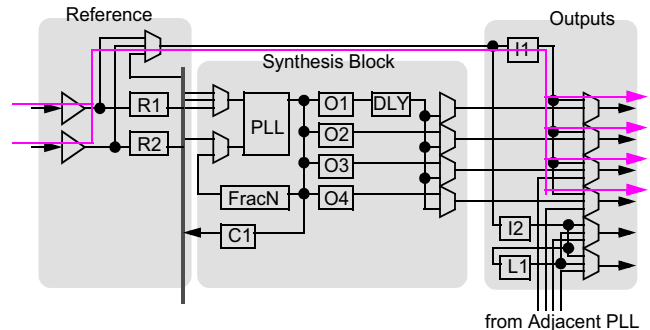 Reference
Outputs
Synthesis Block
I1
R1
O1
DLY
PLL
O2
R2
O3
FracN
O4
C1
I2
L1
from Adjacent PLL